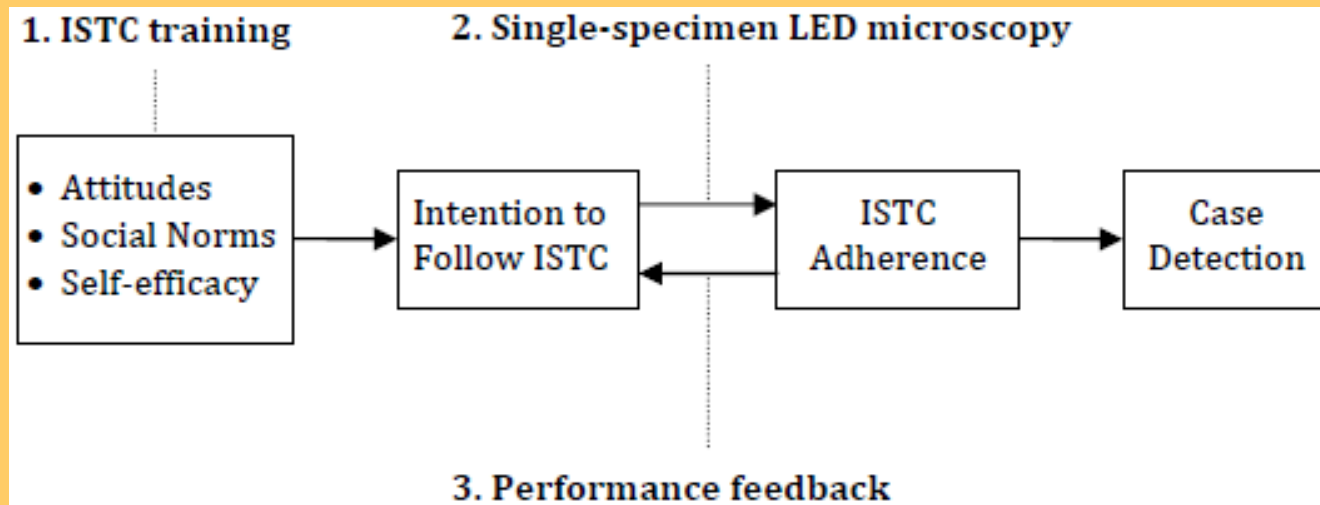 1. ISTC training
2. Single-specimen LED microscopy
• Attitudes
• Social Norms
• Self-efficacy
Intention to
Follow ISTC
ISTC
Adherence
Case
Detection
3. Performance feedback